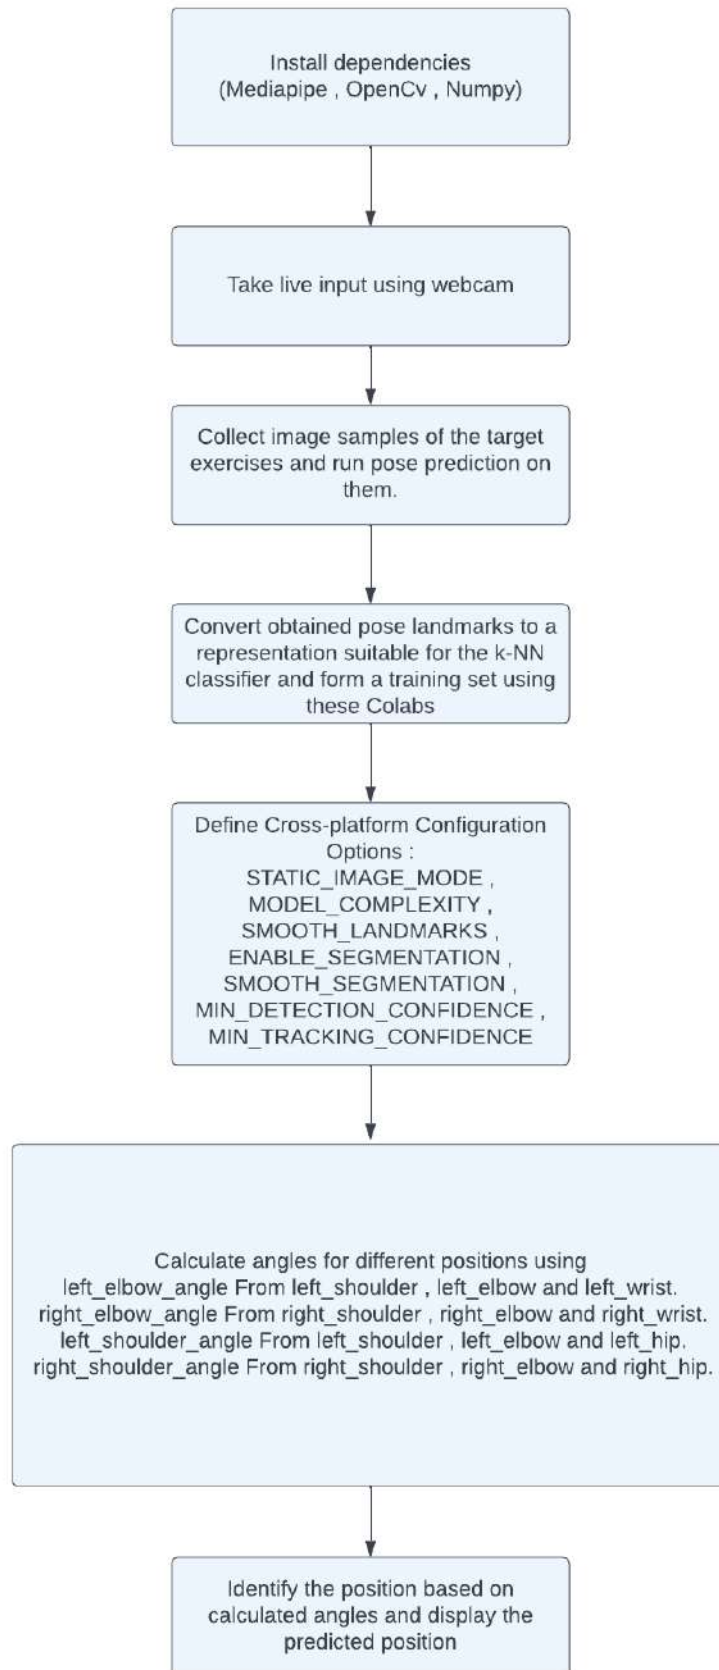 Install dependencies
(Mediapipe , OpenCv , Numpy)
Take live input using webcam
Collect image samples of the target
exercises and run pose prediction on
them.
Convert obtained pose landmarks to a
representation suitable for the k-NN
classifier and form a training set using
these Colabs
Define Cross-platform Configuration
Options :
STATIC_IMAGE_MODE ,
MODEL_COMPLEXITY ,
SMOOTH_LANDMARKS ,
ENABLE_SEGMENTATION ,
SMOOTH_SEGMENTATION ,
MIN_DETECTION_CONFIDENCE ,
MIN_TRACKING_CONFIDENCE
Calculate angles for different positions using
left_elbow_angle From left_shoulder , left_elbow and left_wrist.
right_elbow_angle From right_shoulder , right_elbow and right_wrist.
left_shoulder_angle From left_shoulder , left_elbow and left_hip.
right_shoulder_angle From right_shoulder , right_elbow and right_hip.
Identify the position based on
calculated angles and display the
predicted position